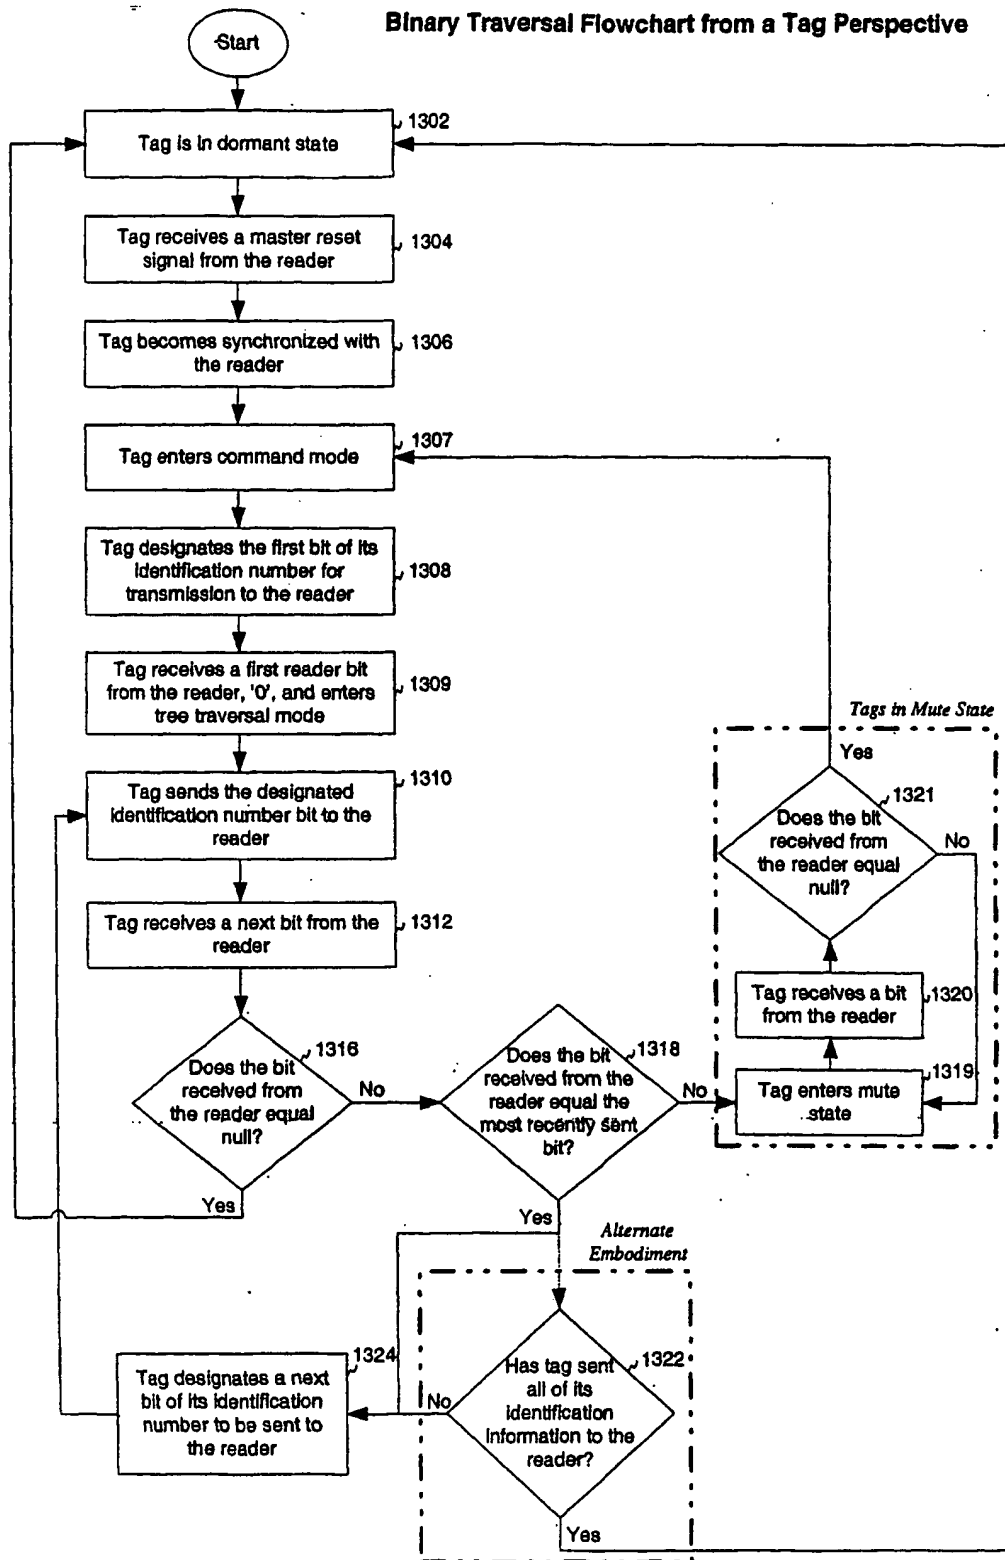 Binary Traversal Flowchart from a Tag Perspective
Start
1302
Tag is in dormant state
Tag receives a master reset
signal from the reader
1304
Tag becomes synchronized with
the reader
1306
1307
Tag enters command mode
Tag designates the first bit of its
identification number for
transmission to the reader
1308
Tag receives a first reader bit
from the reader, '0', and enters
tree traversal mode
1309
Tags in Mute State
Yes
1310
Tag sends the designated
identification number bit to the
reader
1321
Does the bit
received from
the reader equal
null?
No
Tag receives a next bit from the
reader
1312
Tag receives a bit
from the reader
1320
1316
Does the bit
received from
the reader equal
null?
No
Yes
1318
Does the bit
received from the
reader equal the
most recently sent
bit?
No
Yes
1319
Tag enters mute
state
Alternate
Embodiment
1324
Tag designates a next
bit of its identification
number to be sent to
the reader
1322
Has tag sent
all of its
identification
information to the
reader?
No
Yes